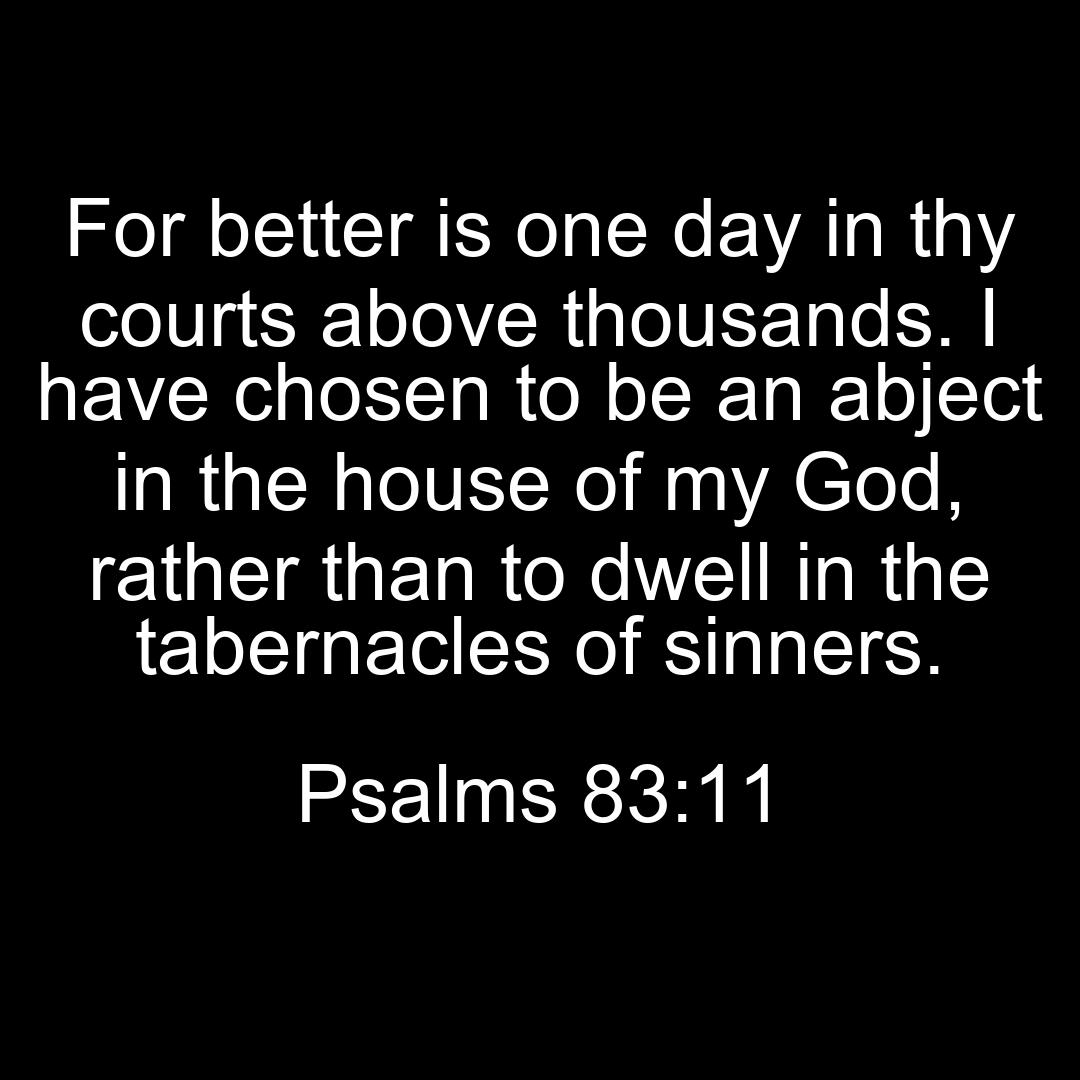 For better is one day in thy
courts above thousands. I
have chosen to be an abject
in the house of my God,
rather than to dwell in the
tabernacles of sinners.
Psalms 83:11